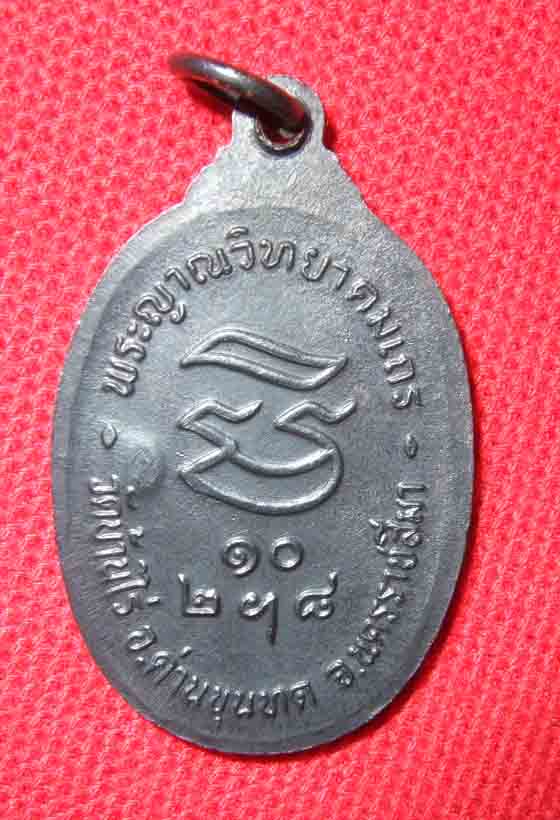 พระญาณวิทยาคมเถร
๑๐
๒ ฯ ๘
วัดบ้านไร่ อ.ด่านขุนทด จ.นครราชสีมา